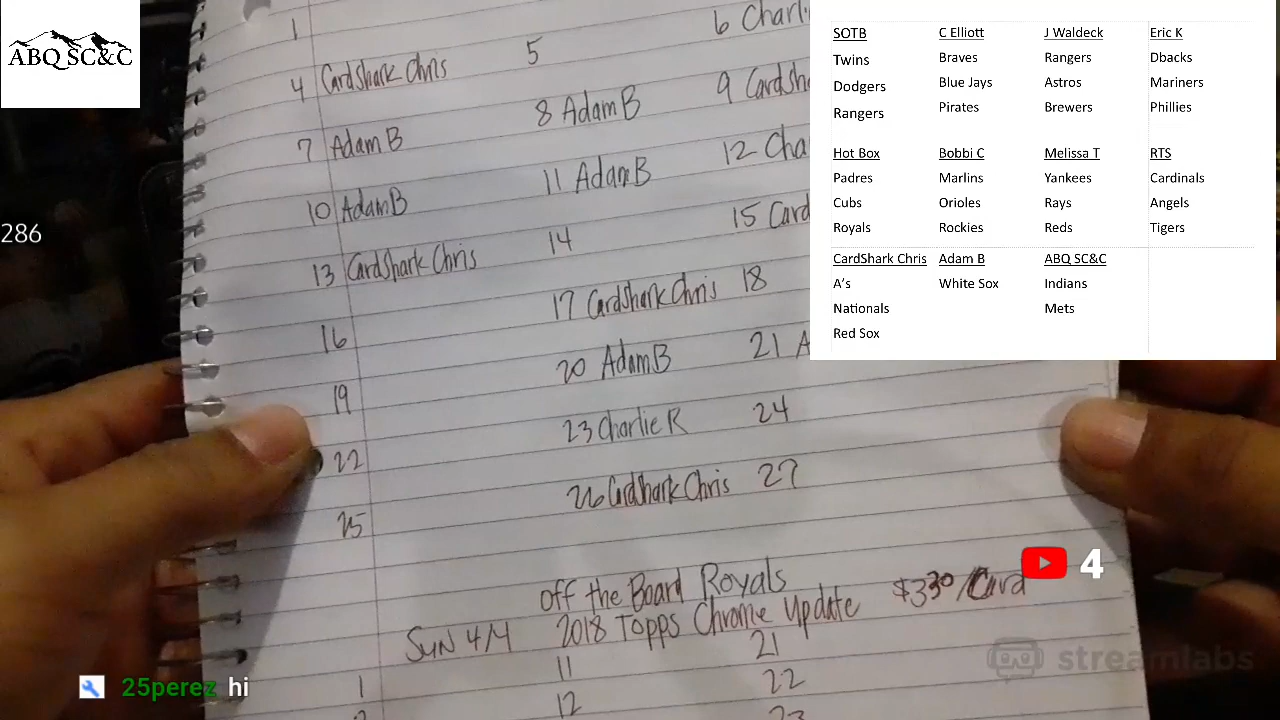 ABQ SC&C
286
1
6 Charli
4 CardShark Chris 5
9 CardSh
7 Adam B 8 Adam B
12 Cha
10 Adam B 11 Adam B
15 Card
13 CardShark Chris 14
17 CardShark Chris 18
16
20 Adam B 21 A
19
23 Charlie R 24
22
26 CardShark Chris 27
25
off the Board Royals
Sun 4/4 2018 Topps Chrome Update
1 11 21
12 22
23
SOTB C Elliott J Waldeck Eric K
Twins Braves Rangers Dbacks
Dodgers Blue Jays Astros Mariners
Rangers Pirates Brewers Phillies
Hot Box Bobbi C Melissa T RTS
Padres Marlins Yankees Cardinals
Cubs Orioles Rays Angels
Royals Rockies Reds Tigers
CardShark Chris Adam B ABQ SC&C
A's White Sox Indians
Nationals Mets
Red Sox
4
streamlabs
25perez hi